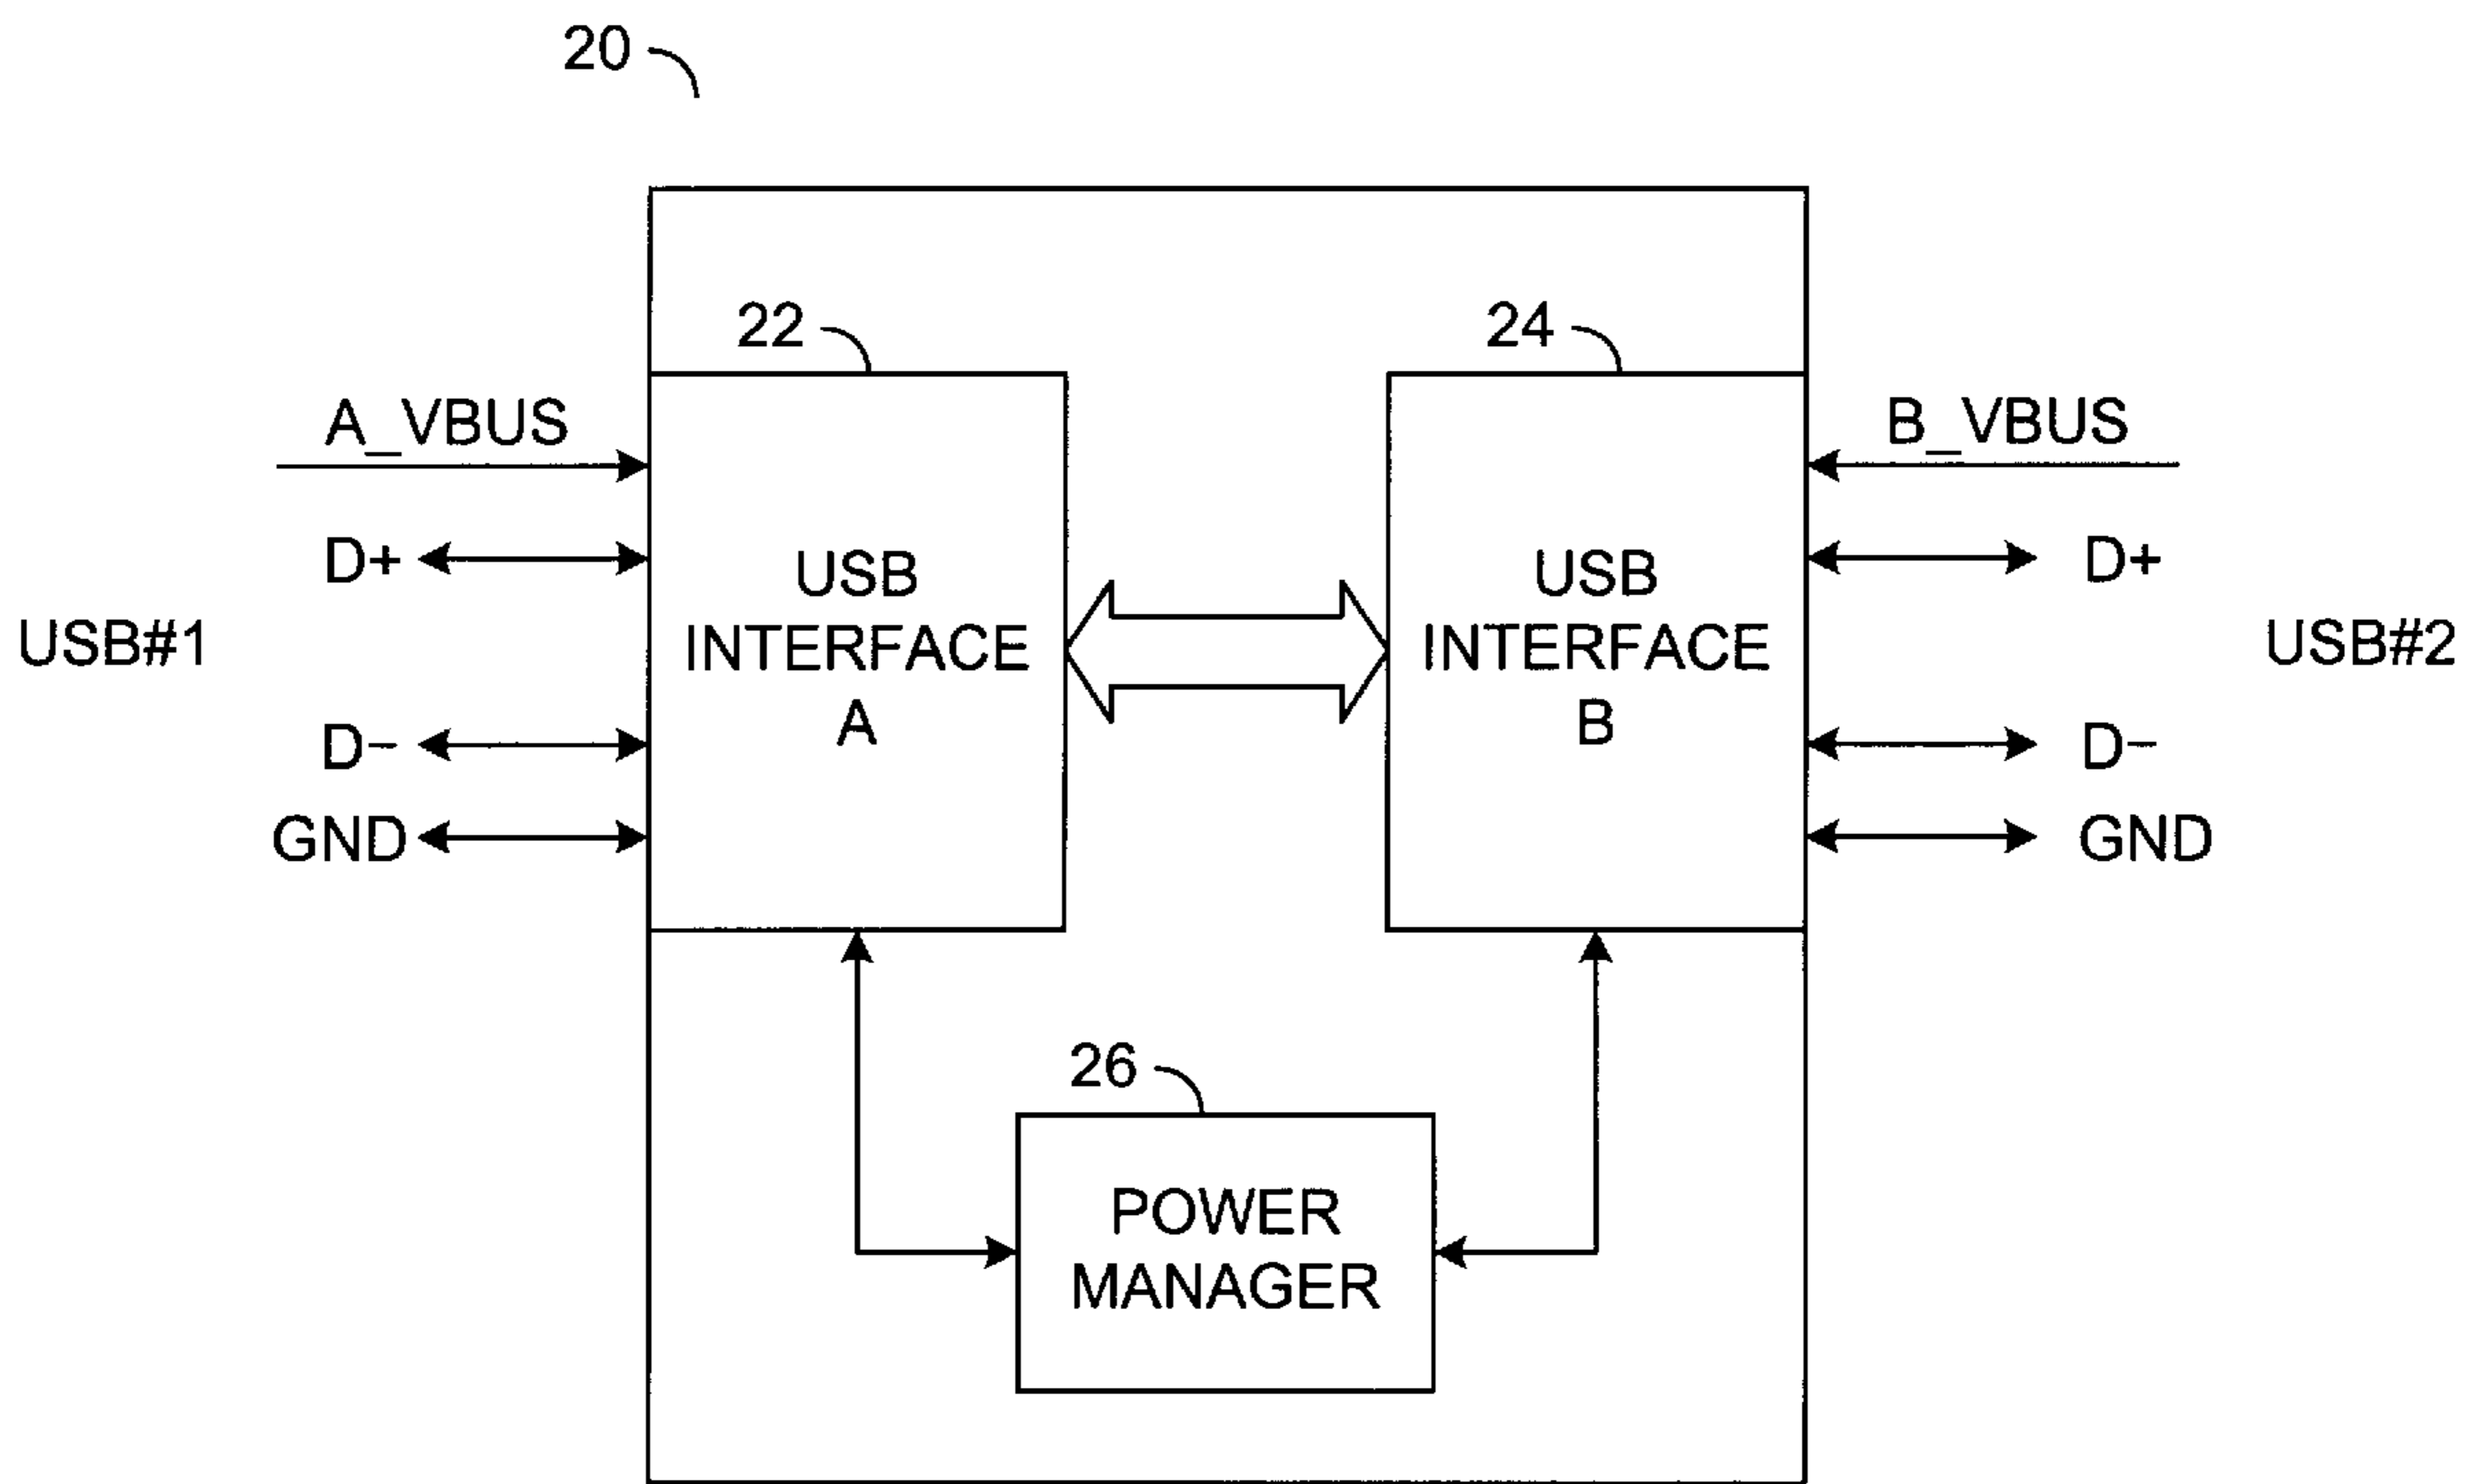 20
22
24
A_VBUS
B_VBUS
D+
USB
INTERFACE
A
USB
INTERFACE
B
D+
USB#1
USB#2
D–
D–
GND
GND
26
POWER
MANAGER